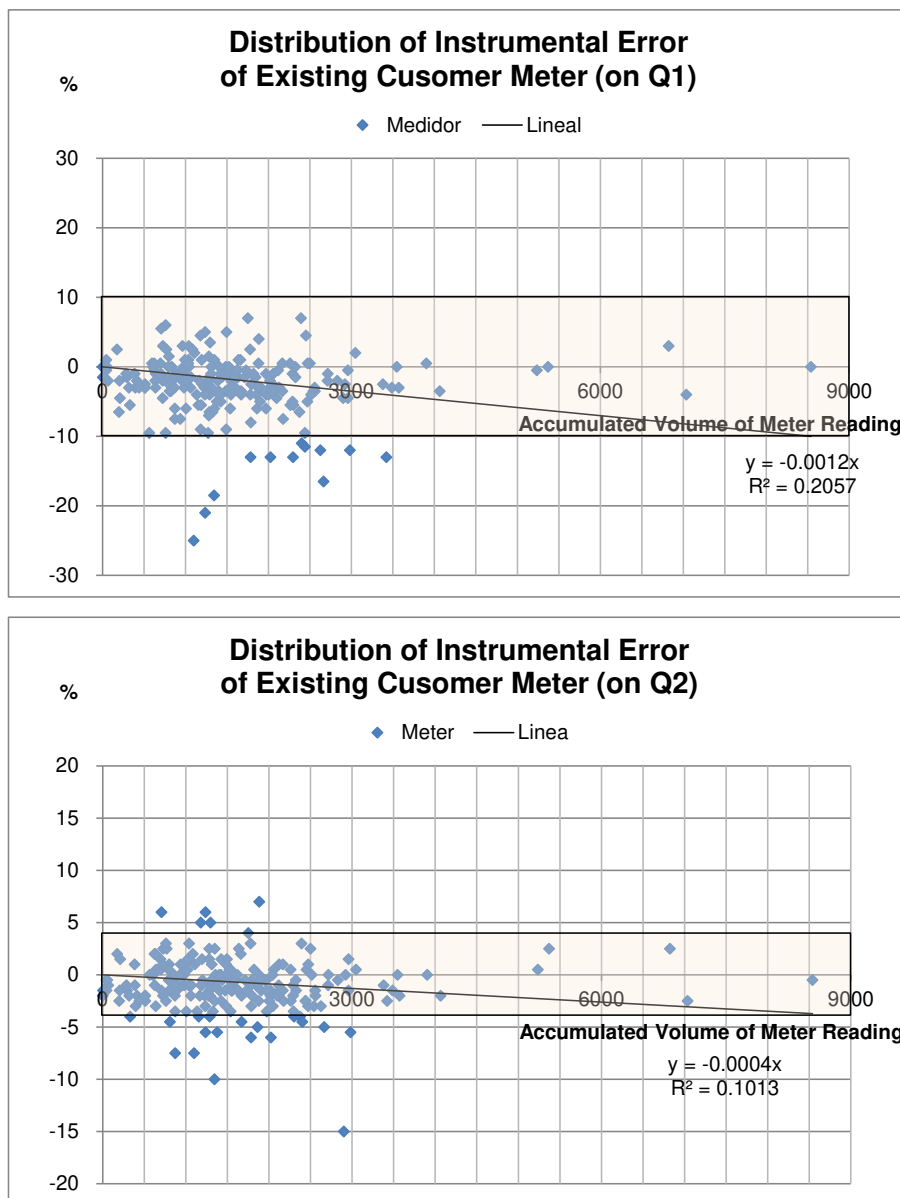 Distribution of Instrumental Error
of Existing Cusomer Meter (on Q1)
%
Medidor Lineal
30
20
10
0
0 3000 6000 9000
Accumulated Volume of Meter Reading
-10
y = -0.0012x
R² = 0.2057
-20
-30
Distribution of Instrumental Error
of Existing Cusomer Meter (on Q2)
%
Meter Linea
20
15
10
5
0
0 3000 6000 9000
-5
Accumulated Volume of Meter Reading
y = -0.0004x
R² = 0.1013
-10
-15
-20